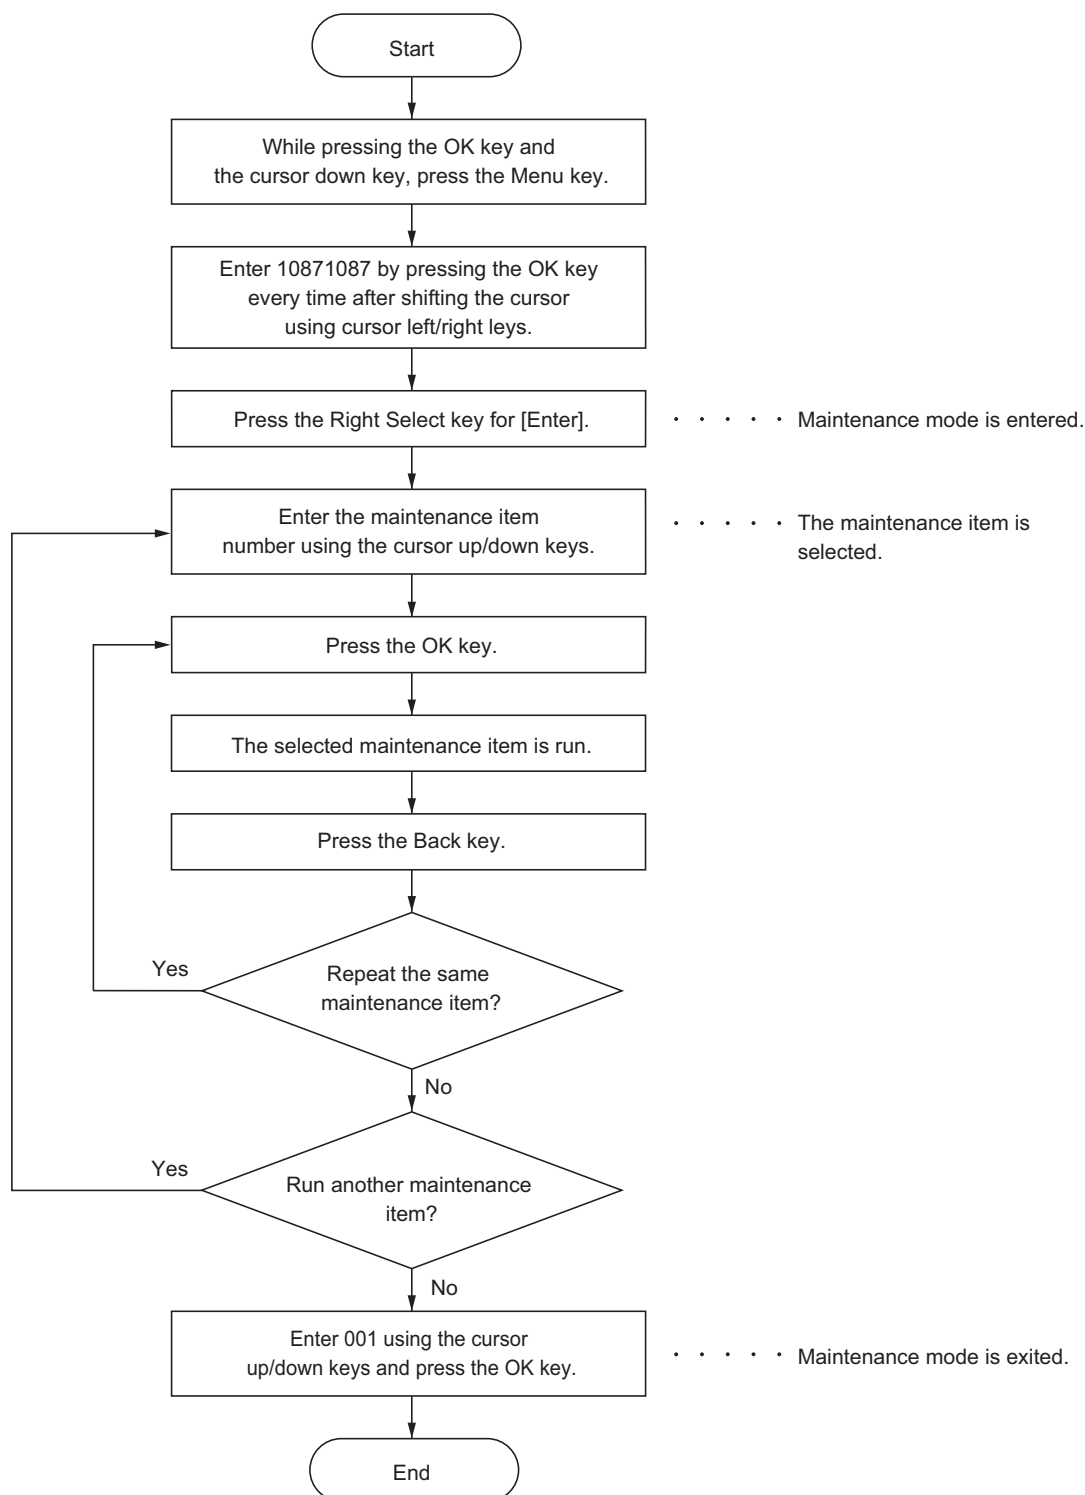 Start
While pressing the OK key and
the cursor down key, press the Menu key.
Enter 10871087 by pressing the OK key
every time after shifting the cursor
using cursor left/right leys.
Press the Right Select key for [Enter].
· · · · · Maintenance mode is entered.
Enter the maintenance item
number using the cursor up/down keys.
· · · · · The maintenance item is
selected.
Press the OK key.
The selected maintenance item is run.
Press the Back key.
Yes
Repeat the same
maintenance item?
No
Yes
Run another maintenance
item?
No
Enter 001 using the cursor
up/down keys and press the OK key.
· · · · · Maintenance mode is exited.
End